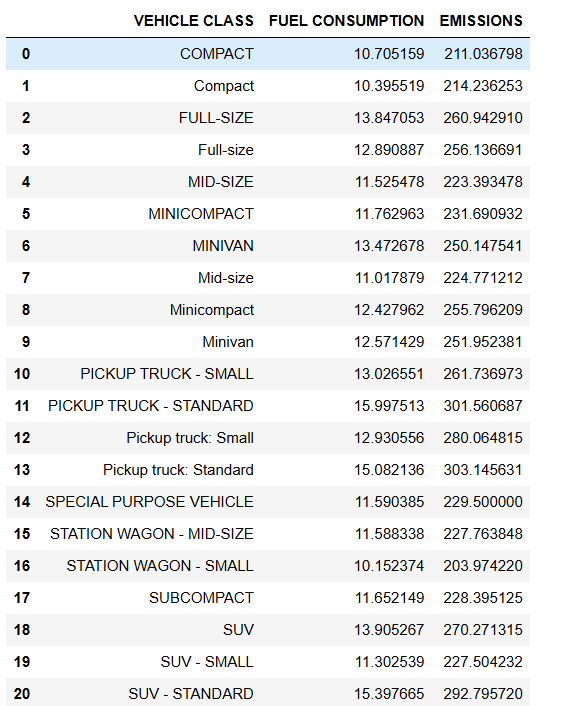 VEHICLE CLASS FUEL CONSUMPTION EMISSIONS
0 COMPACT 10.705159 211.036798
1 Compact 10.395519 214.236253
2 FULL-SIZE 13.847053 260.942910
3 Full-size 12.890887 256.136691
4 MID-SIZE 11.525478 223.393478
5 MINICOMPACT 11.762963 231.690932
6 MINIVAN 13.472678 250.147541
7 Mid-size 11.017879 224.771212
8 Minicompact 12.427962 255.796209
9 Minivan 12.571429 251.952381
10 PICKUP TRUCK - SMALL 13.026551 261.736973
11 PICKUP TRUCK - STANDARD 15.997513 301.560687
12 Pickup truck: Small 12.930556 280.064815
13 Pickup truck: Standard 15.082136 303.145631
14 SPECIAL PURPOSE VEHICLE 11.590385 229.500000
15 STATION WAGON - MID-SIZE 11.588338 227.763848
16 STATION WAGON - SMALL 10.152374 203.974220
17 SUBCOMPACT 11.652149 228.395125
18 SUV 13.905267 270.271315
19 SUV - SMALL 11.302539 227.504232
20 SUV - STANDARD 15.397665 292.795720